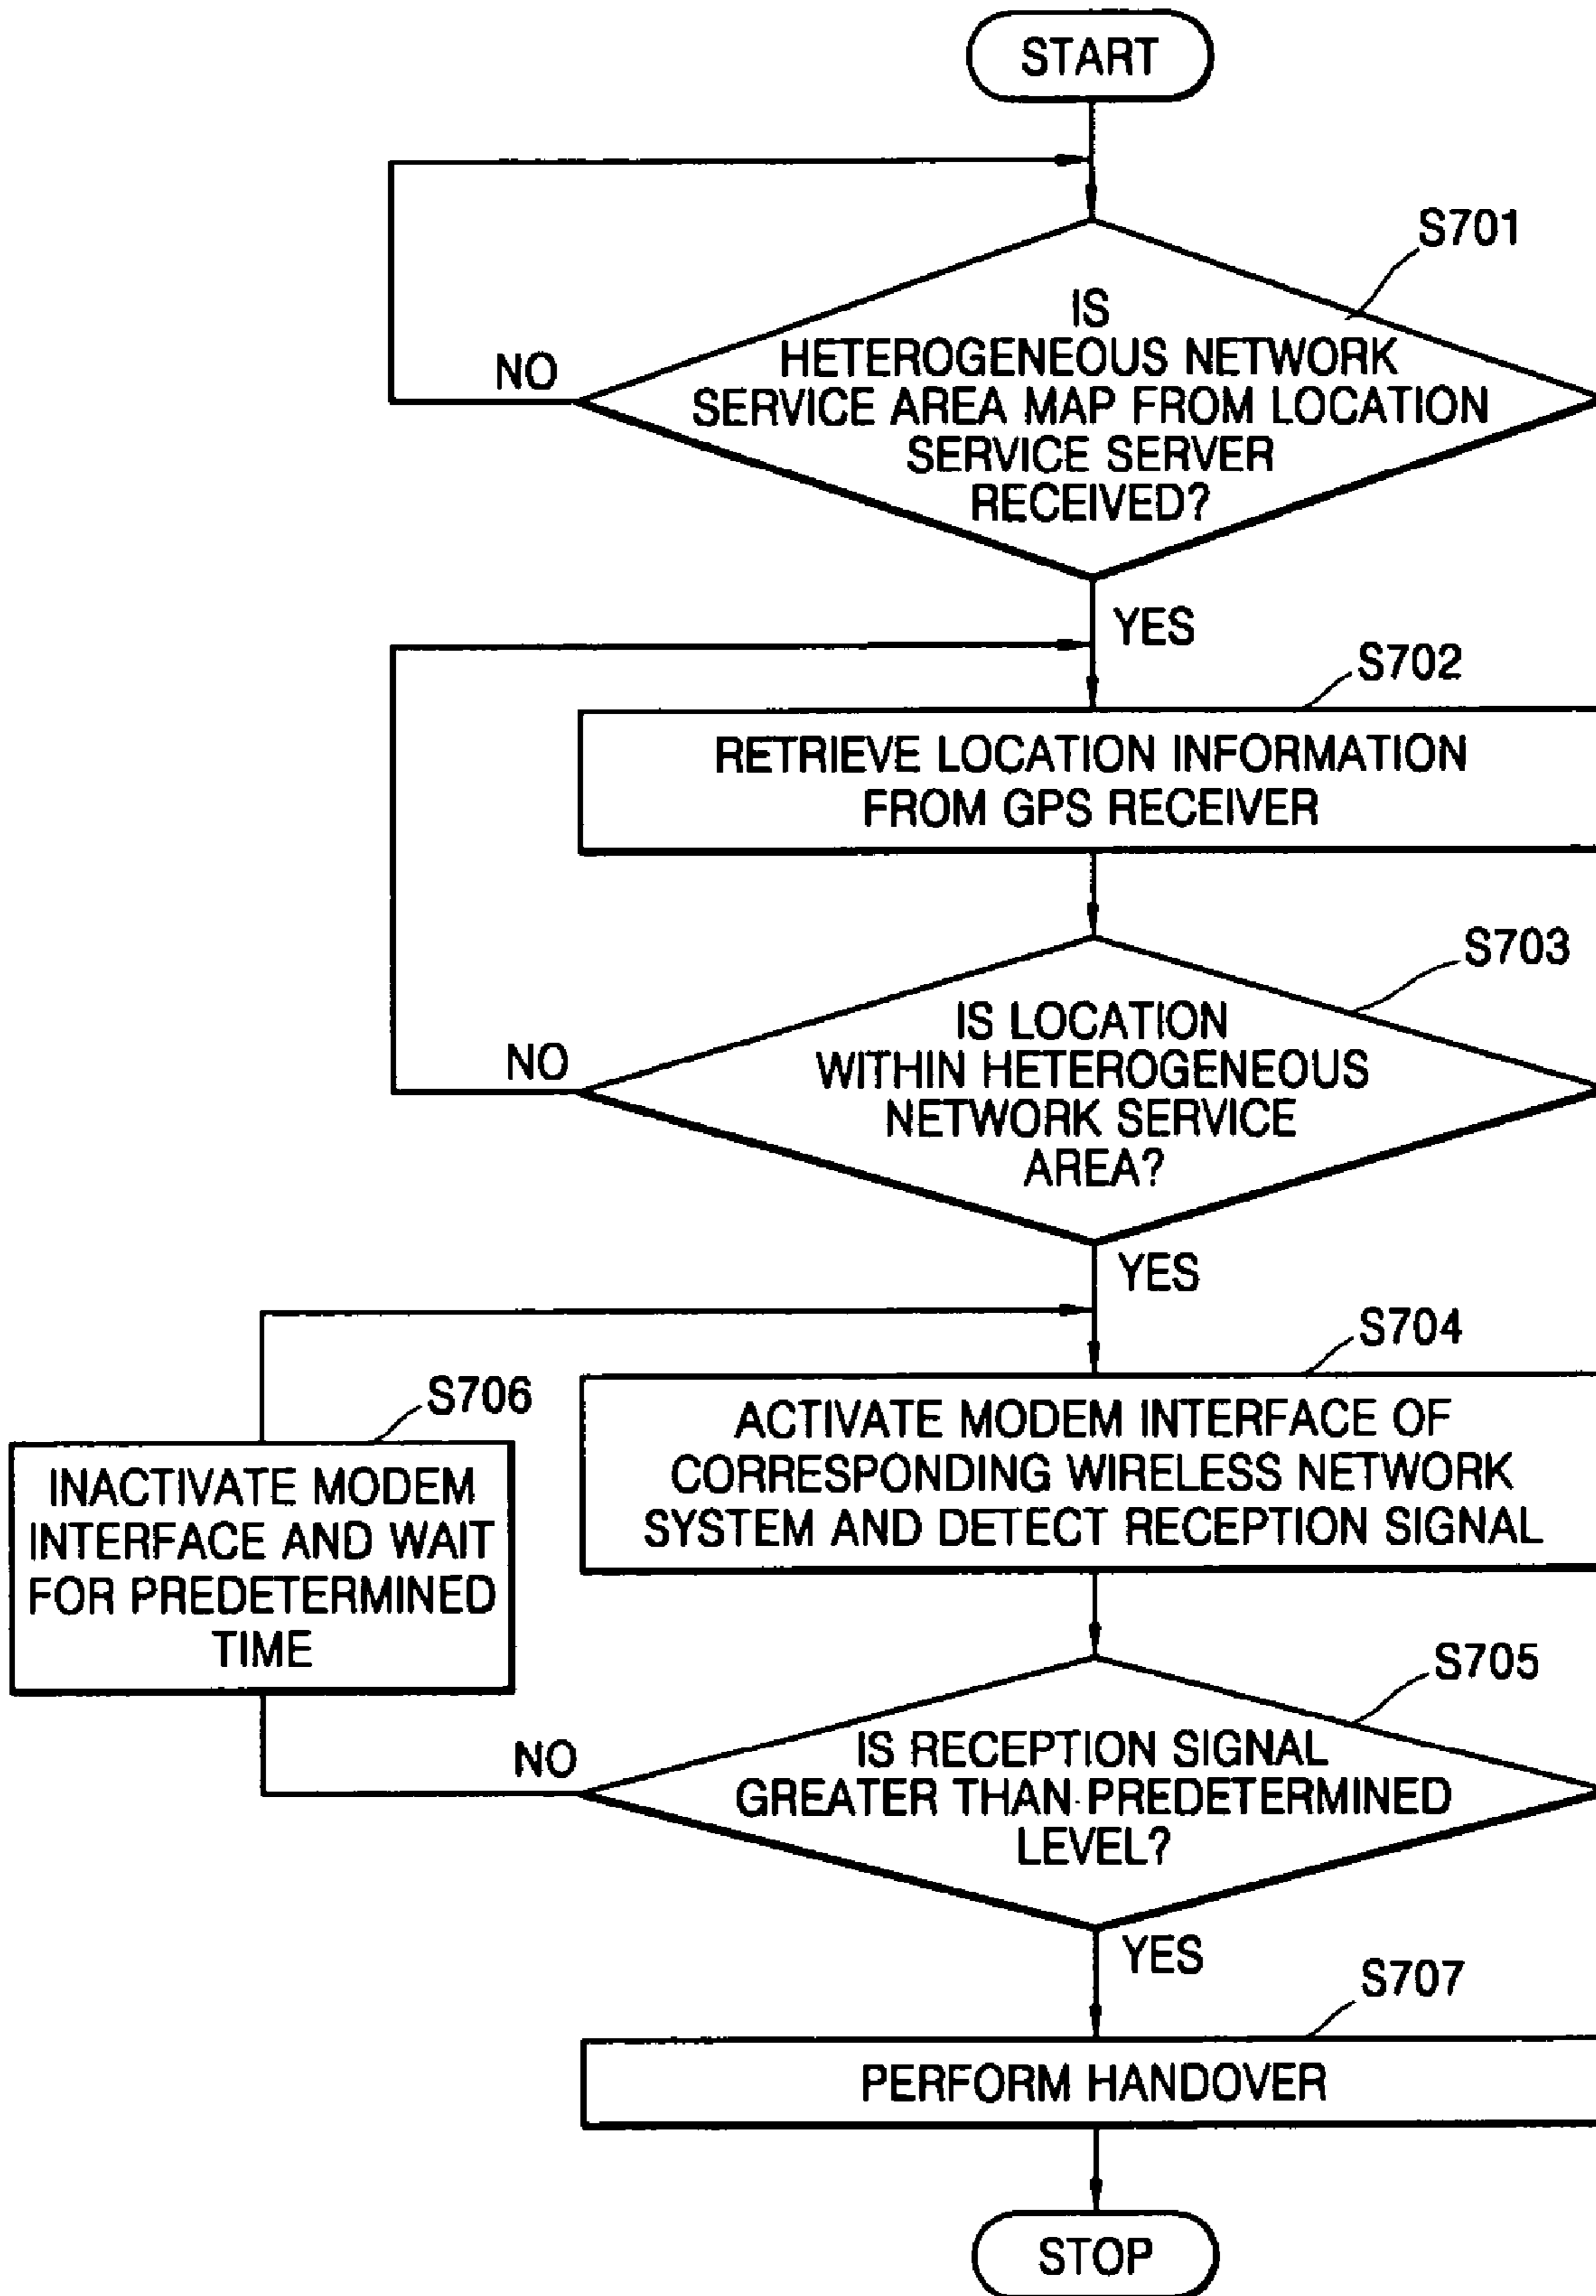 START
S701
IS
HETEROGENEOUS NETWORK
SERVICE AREA MAP FROM LOCATION
SERVICE SERVER
RECEIVED?
NO
YES
S702
RETRIEVE LOCATION INFORMATION
FROM GPS RECEIVER
S703
IS LOCATION
WITHIN HETEROGENEOUS
NETWORK SERVICE
AREA?
NO
YES
S704
ACTIVATE MODEM INTERFACE OF
CORRESPONDING WIRELESS NETWORK
SYSTEM AND DETECT RECEPTION SIGNAL
S706
INACTIVATE MODEM
INTERFACE AND WAIT
FOR PREDETERMINED
TIME
S705
IS RECEPTION SIGNAL
GREATER THAN PREDETERMINED
LEVEL?
NO
YES
S707
PERFORM HANDOVER
STOP